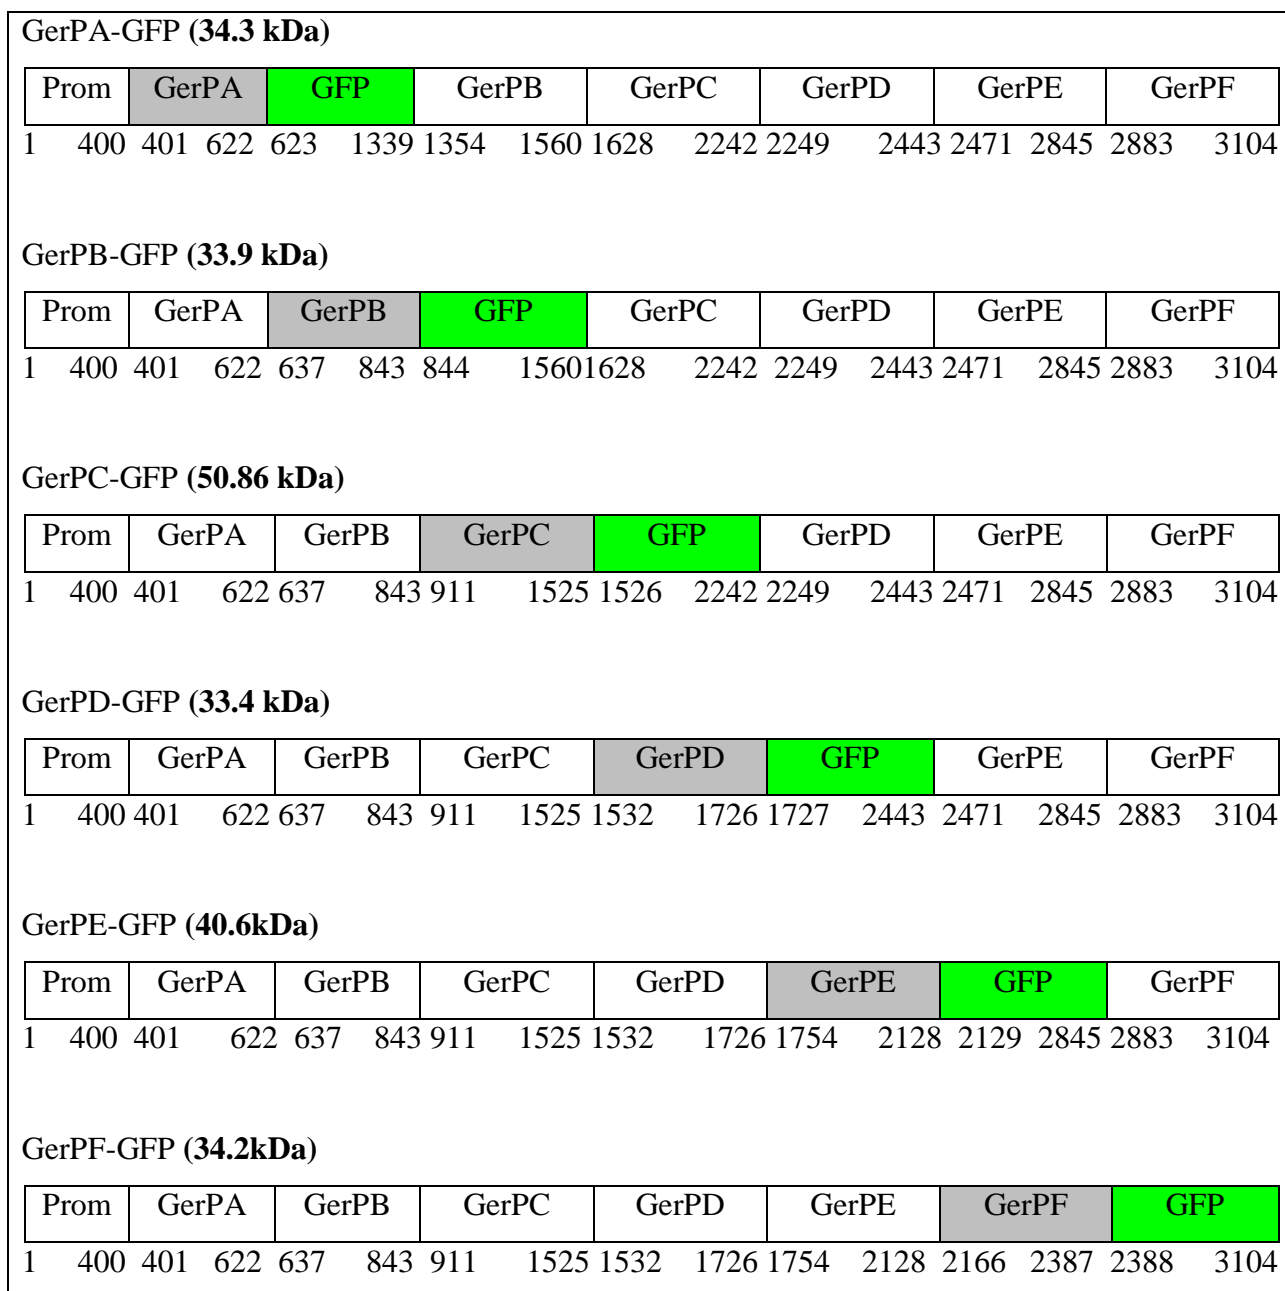 GerPA-GFP (34.3 kDa)
Prom GerPA GFP GerPB GerPC GerPD GerPE GerPF
1 400 401 622 623 1339 1354 1560 1628 2242 2249 2443 2471 2845 2883 3104
GerPB-GFP (33.9 kDa)
Prom GerPA GerPB GFP GerPC GerPD GerPE GerPF
1 400 401 622 637 843 844 15601628 2242 2249 2443 2471 2845 2883 3104
GerPC-GFP (50.86 kDa)
Prom GerPA GerPB GerPC GFP GerPD GerPE GerPF
1 400 401 622 637 843 911 1525 1526 2242 2249 2443 2471 2845 2883 3104
GerPD-GFP (33.4 kDa)
Prom GerPA GerPB GerPC GerPD GFP GerPE GerPF
1 400 401 622 637 843 911 1525 1532 1726 1727 2443 2471 2845 2883 3104
GerPE-GFP (40.6kDa)
Prom GerPA GerPB GerPC GerPD GerPE GFP GerPF
1 400 401 622 637 843 911 1525 1532 1726 1754 2128 2129 2845 2883 3104
GerPF-GFP (34.2kDa)
Prom GerPA GerPB GerPC GerPD GerPE GerPF GFP
1 400 401 622 637 843 911 1525 1532 1726 1754 2128 2166 2387 2388 3104